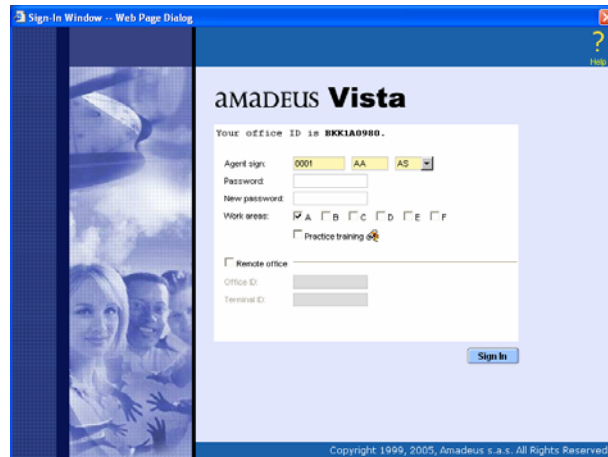 Sign-In Window -- Web Page Dialog
?
Help
AMADEUS Vista
Your office ID is BKK1A0980.
Agent sign: 0001 AA AS
Password:
New password:
Work areas: A B C D E F
Practice training
Remote office
Office ID:
Terminal ID:
Sign In
Copyright 1999, 2005, Amadeus s.a.s. All Rights Reserved